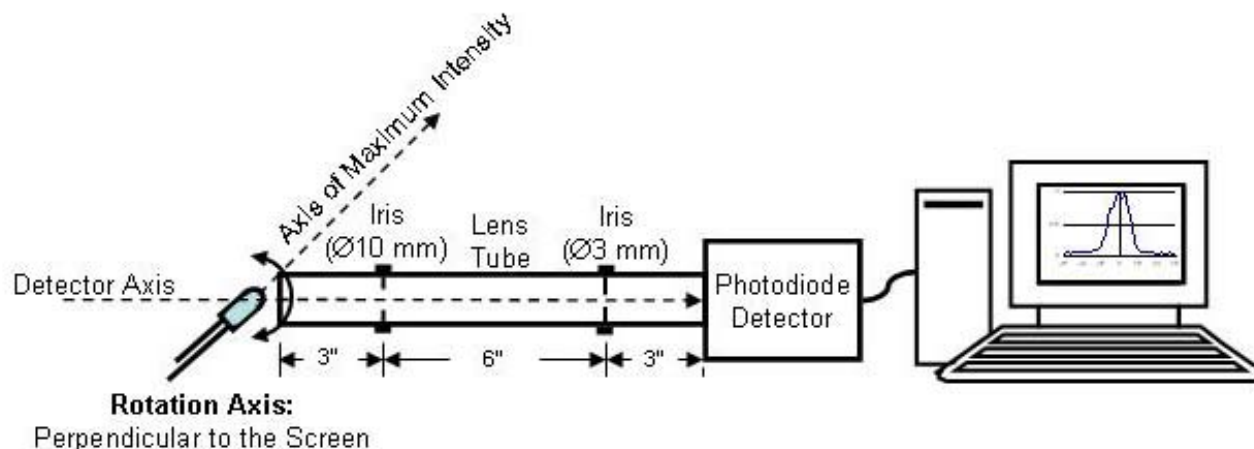 Axis of Maximum Intensity
Iris
(Ø10 mm)
Lens
Tube
Iris
(Ø3 mm)
Detector Axis
Photodiode
Detector
3"
6"
3"
Rotation Axis:
Perpendicular to the Screen